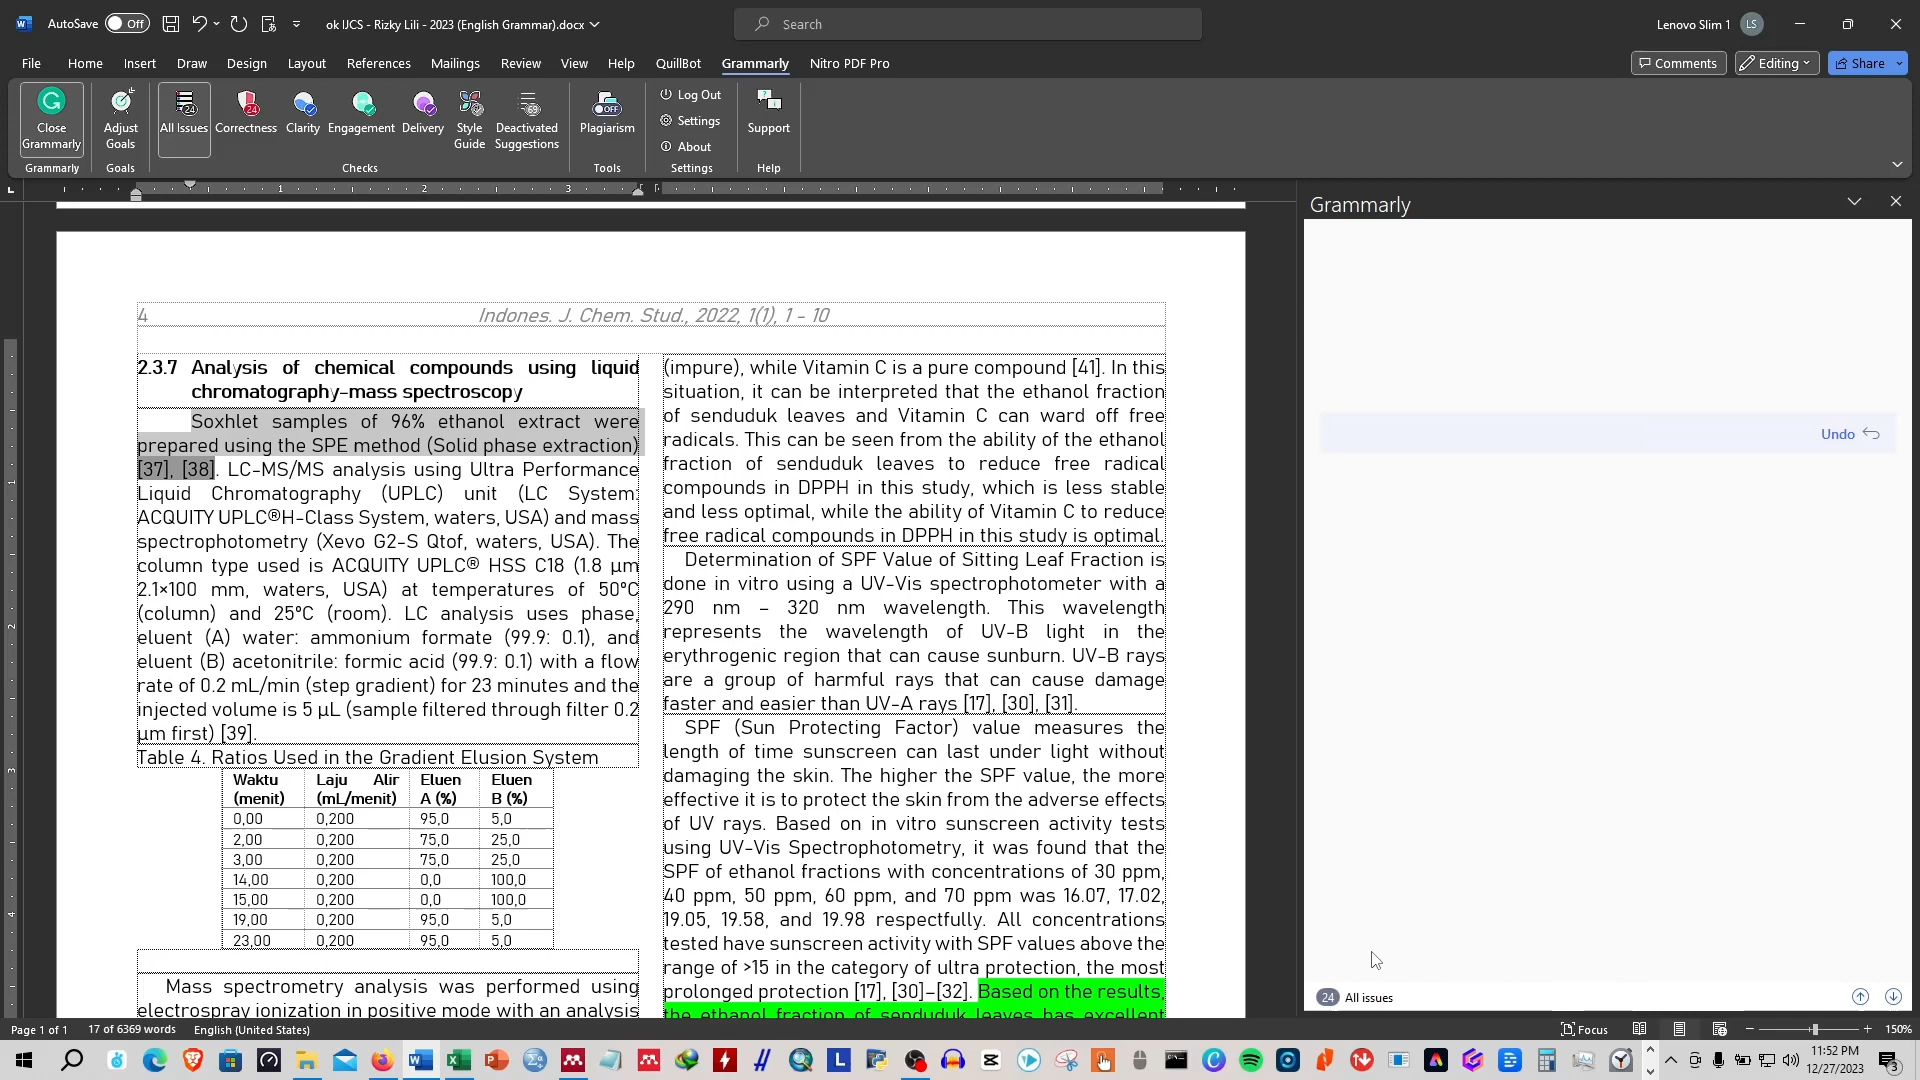 AutoSave Off ok IJCS - Rizky Lili - 2023 (English Grammar).docx Search Lenovo Slim 1 LS
File Home Insert Draw Design Layout References Mailings Review View Help QuillBot Grammarly Nitro PDF Pro Comments Editing Share
Close Grammarly
Adjust Goals
24 All Issues
24 Correctness
Clarity
Engagement
Delivery
Style Guide
69 Deactivated Suggestions
OFF Plagiarism
Log Out
Settings
About
Support
Grammarly Goals Checks Tools Settings Help
1 2 3
Grammarly
Undo
24 All issues
4 Indones. J. Chem. Stud., 2022, 1(1), 1 - 10
2.3.7 Analysis of chemical compounds using liquid
chromatography-mass spectroscopy
Soxhlet samples of 96% ethanol extract were
prepared using the SPE method (Solid phase extraction)
[37], [38]. LC-MS/MS analysis using Ultra Performance
Liquid Chromatography (UPLC) unit (LC System:
ACQUITY UPLC®H-Class System, waters, USA) and mass
spectrophotometry (Xevo G2-S Qtof, waters, USA). The
column type used is ACQUITY UPLC® HSS C18 (1.8 µm
2.1×100 mm, waters, USA) at temperatures of 50°C
(column) and 25°C (room). LC analysis uses phase,
eluent (A) water: ammonium formate (99.9: 0.1), and
eluent (B) acetonitrile: formic acid (99.9: 0.1) with a flow
rate of 0.2 mL/min (step gradient) for 23 minutes and the
injected volume is 5 µL (sample filtered through filter 0.2
µm first) [39].
Table 4. Ratios Used in the Gradient Elusion System
Waktu (menit) Laju Alir (mL/menit) Eluen A (%) Eluen B (%)
0,00 0,200 95,0 5,0
2,00 0,200 75,0 25,0
3,00 0,200 75,0 25,0
14,00 0,200 0,0 100,0
15,00 0,200 0,0 100,0
19,00 0,200 95,0 5,0
23,00 0,200 95,0 5,0
Mass spectrometry analysis was performed using
electrospray ionization in positive mode with an analysis
(impure), while Vitamin C is a pure compound [41]. In this
situation, it can be interpreted that the ethanol fraction
of senduduk leaves and Vitamin C can ward off free
radicals. This can be seen from the ability of the ethanol
fraction of senduduk leaves to reduce free radical
compounds in DPPH in this study, which is less stable
and less optimal, while the ability of Vitamin C to reduce
free radical compounds in DPPH in this study is optimal.
Determination of SPF Value of Sitting Leaf Fraction is
done in vitro using a UV-Vis spectrophotometer with a
290 nm – 320 nm wavelength. This wavelength
represents the wavelength of UV-B light in the
erythrogenic region that can cause sunburn. UV-B rays
are a group of harmful rays that can cause damage
faster and easier than UV-A rays [17], [30], [31].
SPF (Sun Protecting Factor) value measures the
length of time sunscreen can last under light without
damaging the skin. The higher the SPF value, the more
effective it is to protect the skin from the adverse effects
of UV rays. Based on in vitro sunscreen activity tests
using UV-Vis Spectrophotometry, it was found that the
SPF of ethanol fractions with concentrations of 30 ppm,
40 ppm, 50 ppm, 60 ppm, and 70 ppm was 16.07, 17.02,
19.05, 19.58, and 19.98 respectfully. All concentrations
tested have sunscreen activity with SPF values above the
range of >15 in the category of ultra protection, the most
prolonged protection [17], [30]–[32]. Based on the results,
the ethanol fraction of senduduk leaves has excellent
Page 1 of 1 17 of 6369 words English (United States) Focus 150%
11:52 PM
12/27/2023
3